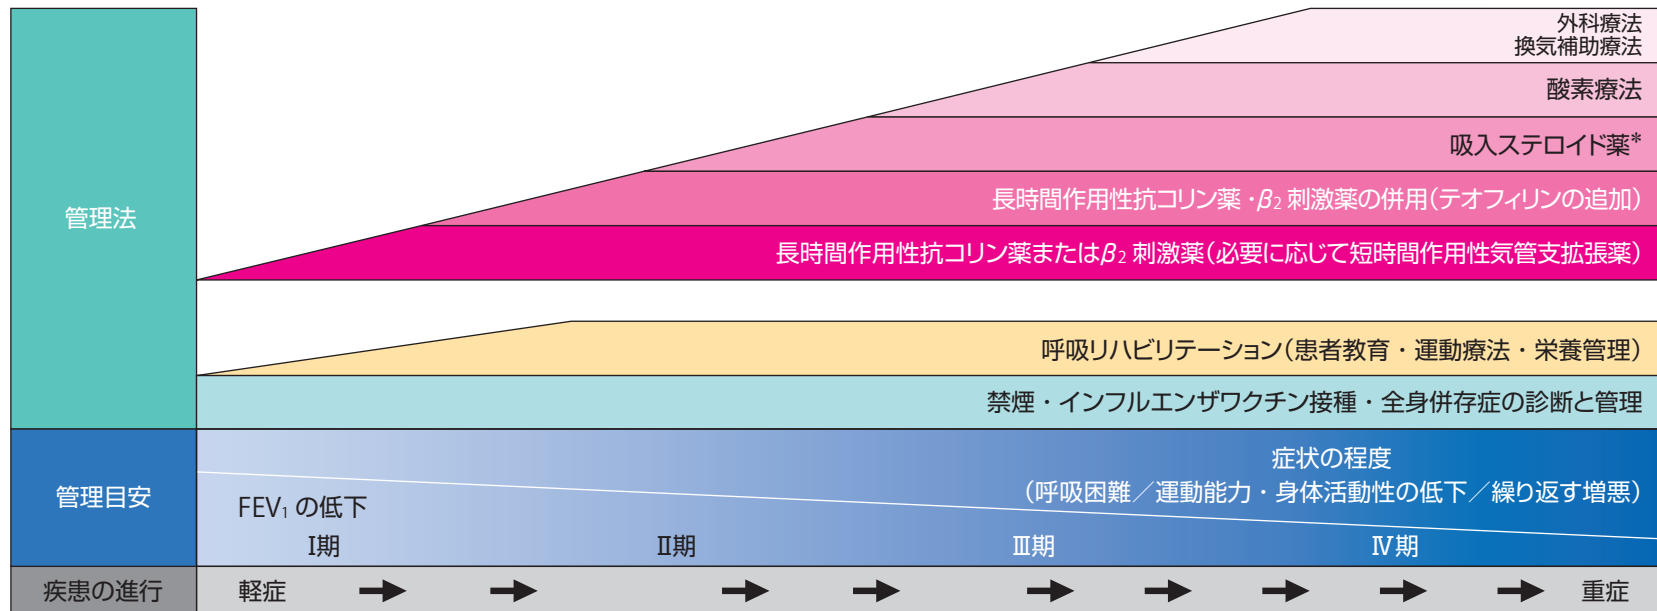 管理法
外科療法
換気補助療法
酸素療法
吸入ステロイド薬*
長時間作用性抗コリン薬・β₂刺激薬の併用(テオフィリンの追加)
長時間作用性抗コリン薬またはβ₂刺激薬(必要に応じて短時間作用性気管支拡張薬)
呼吸リハビリテーション(患者教育・運動療法・栄養管理)
禁煙・インフルエンザワクチン接種・全身併存症の診断と管理
管理目安
症状の程度
(呼吸困難/運動能力・身体活動性の低下/繰り返す増悪)
FEV₁の低下
Ⅰ期 Ⅱ期 Ⅲ期 Ⅳ期
疾患の進行 軽症 ➡ ➡ ➡ ➡ ➡ ➡ ➡ ➡ ➡ 重症